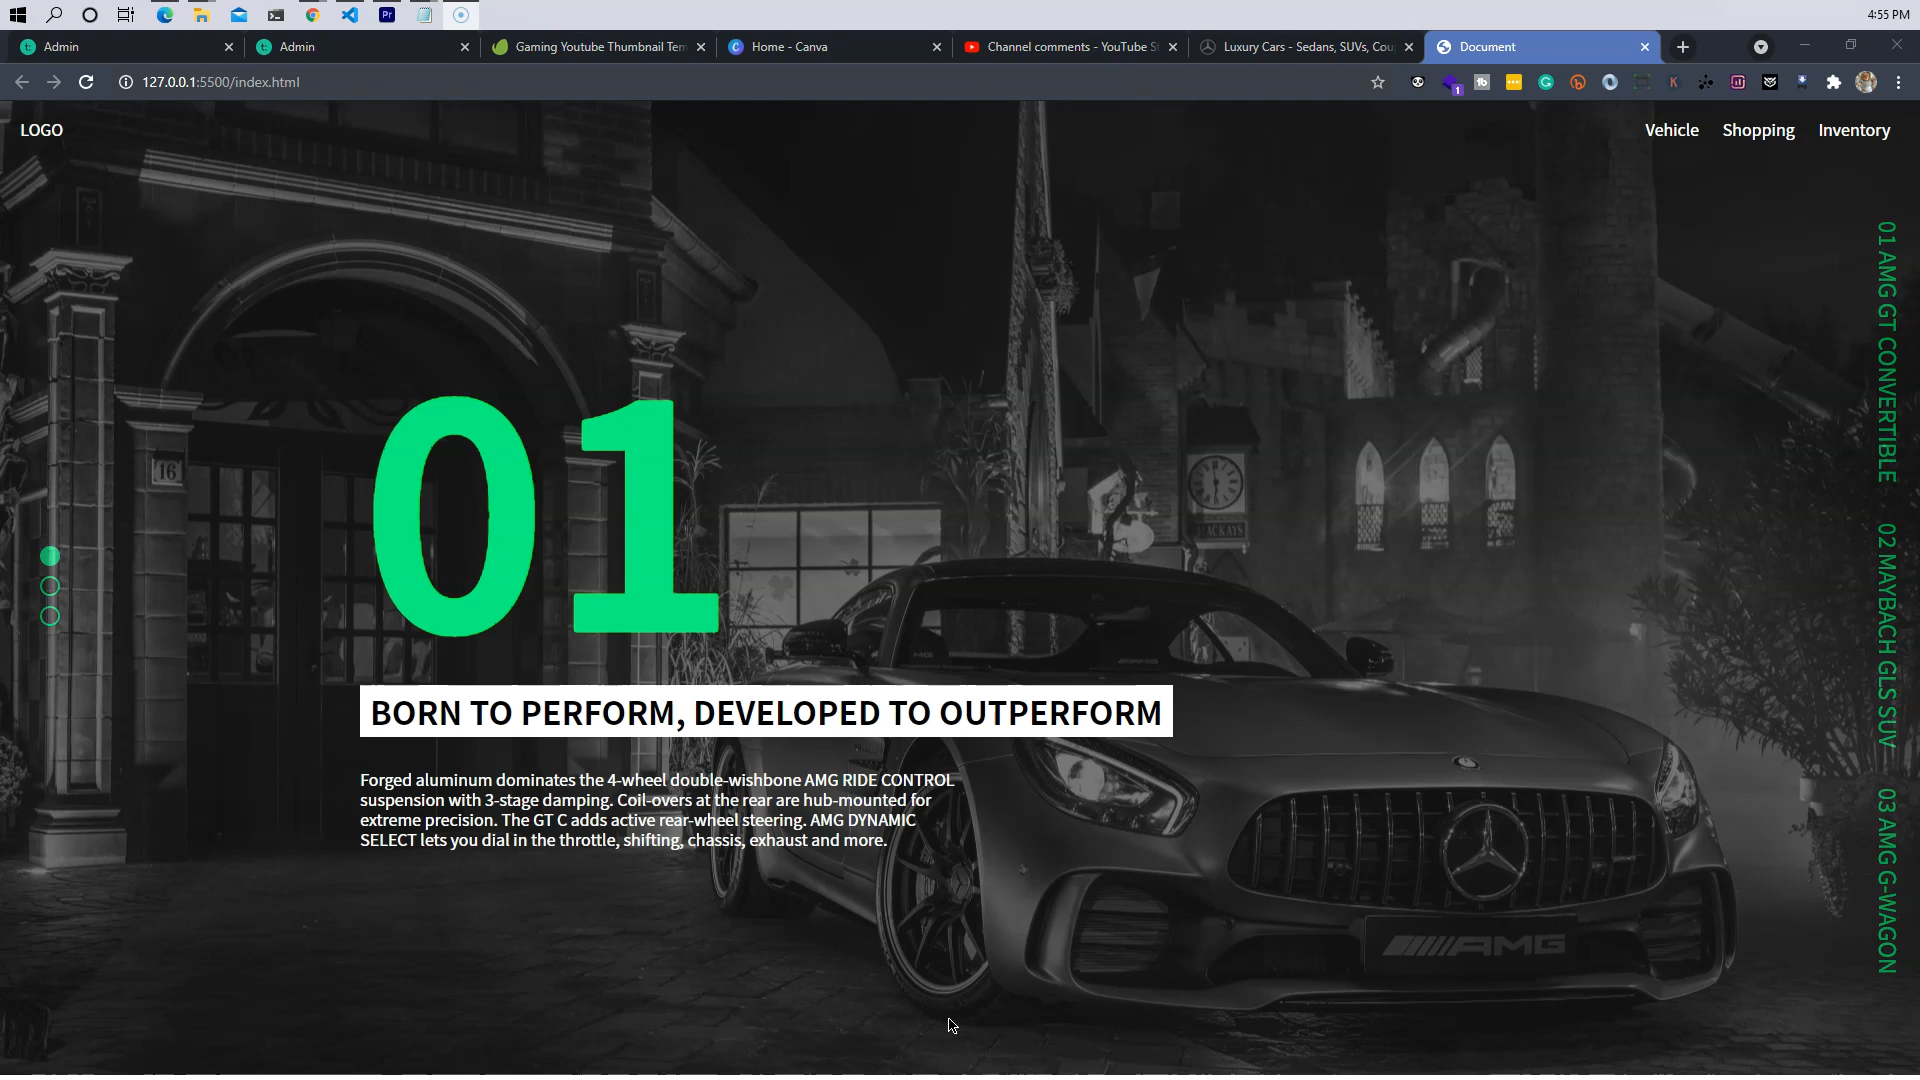 4:55 PM
Admin
Admin
Gaming Youtube Thumbnail Tem
Home - Canva
Channel comments - YouTube S
Luxury Cars - Sedans, SUVs, Cou
Document
127.0.0.1:5500/index.html
1
LOGO
Vehicle Shopping Inventory
01
BORN TO PERFORM, DEVELOPED TO OUTPERFORM
Forged aluminum dominates the 4-wheel double-wishbone AMG RIDE CONTROL
suspension with 3-stage damping. Coil-overs at the rear are hub-mounted for
extreme precision. The GT C adds active rear-wheel steering. AMG DYNAMIC
SELECT lets you dial in the throttle, shifting, chassis, exhaust and more.
01 AMG GT CONVERTIBLE
02 MAYBACH GLS SUV
03 AMG G-WAGON
16
AMG